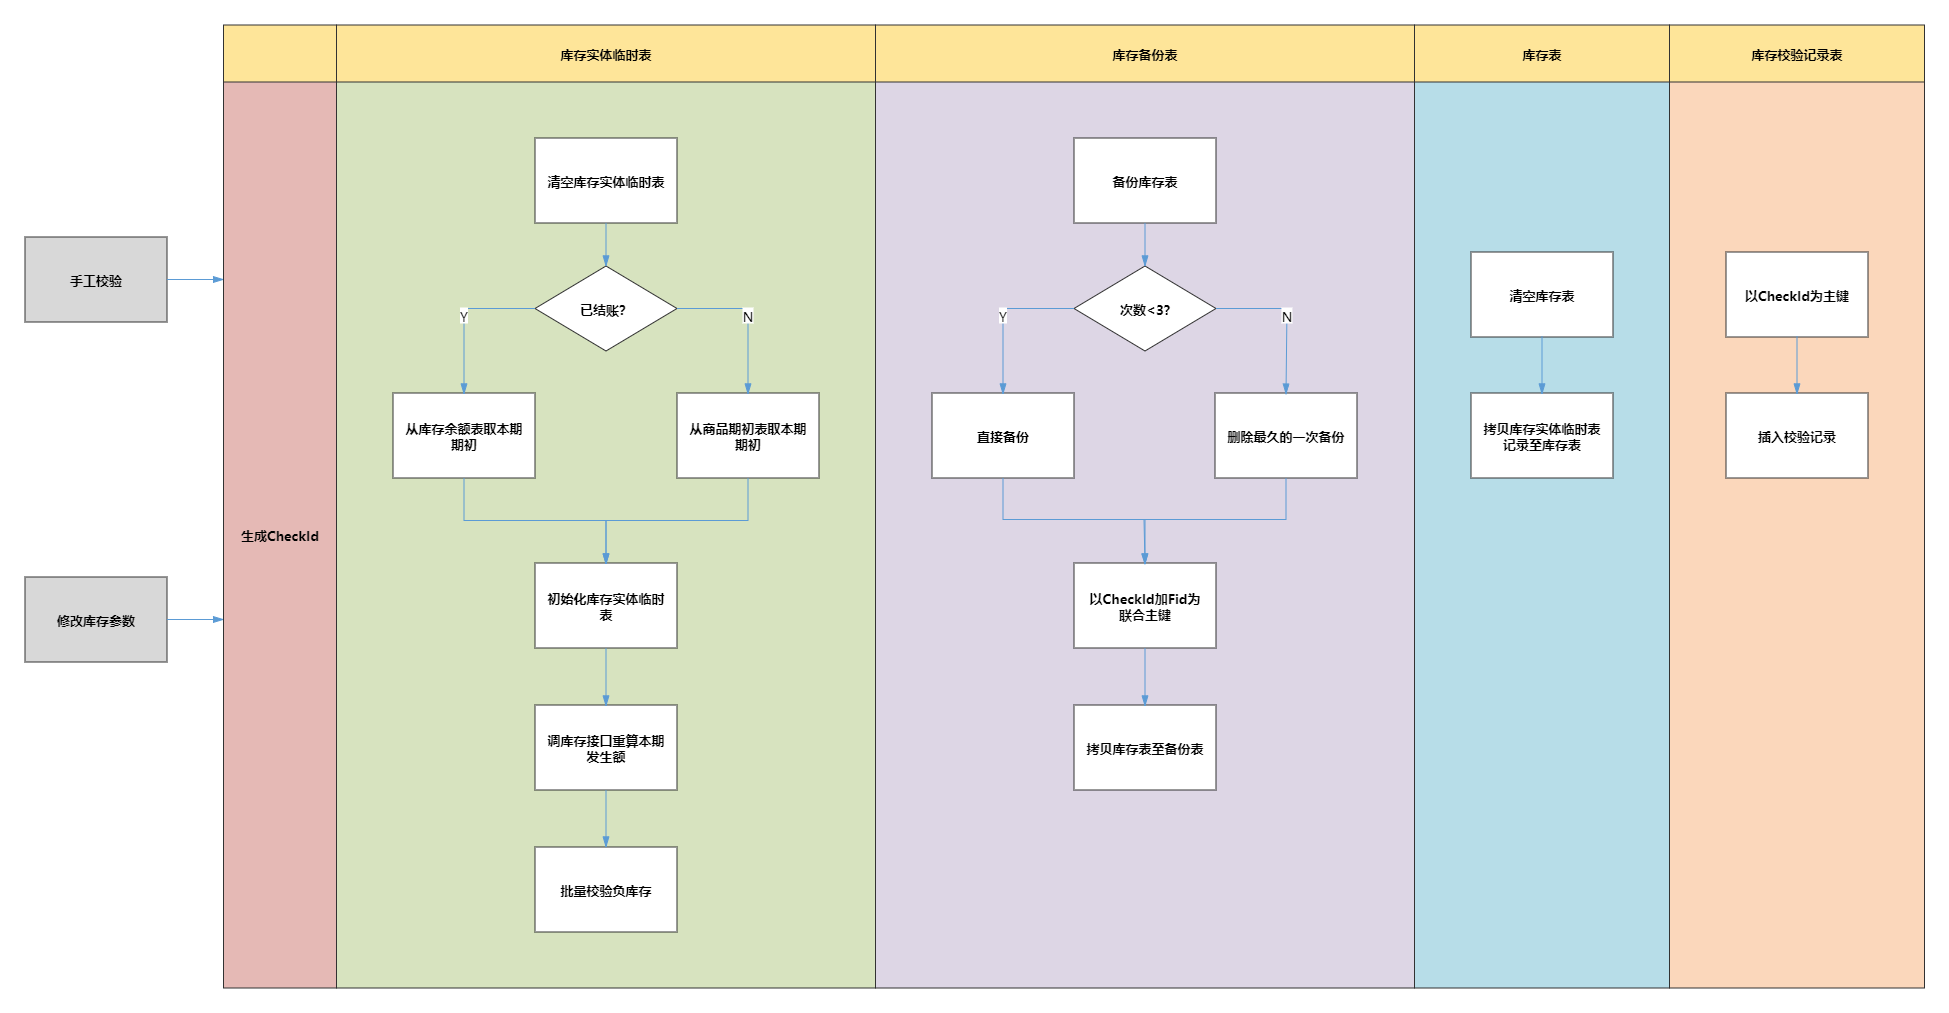 库存实体临时表
库存备份表
库存表
库存校验记录表
手工校验
修改库存参数
生成CheckId
清空库存实体临时表
已结账?
Y
N
从库存余额表取本期
期初
从商品期初表取本期
期初
初始化库存实体临时
表
调库存接口重算本期
发生额
批量校验负库存
备份库存表
次数<3?
Y
N
直接备份
删除最久的一次备份
以CheckId加Fid为
联合主键
拷贝库存表至备份表
清空库存表
拷贝库存实体临时表
记录至库存表
以CheckId为主键
插入校验记录